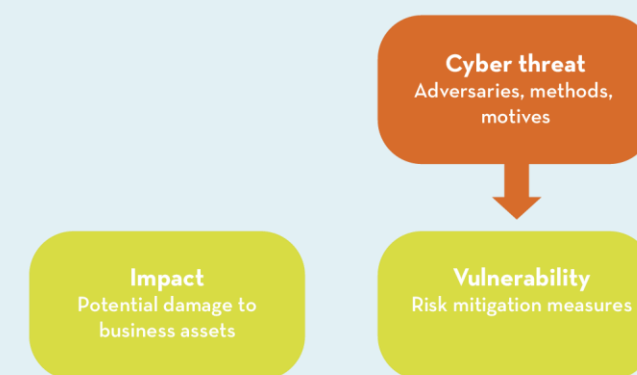 Cyber threat
Adversaries, methods,
motives
Impact
Potential damage to
business assets
Vulnerability
Risk mitigation measures